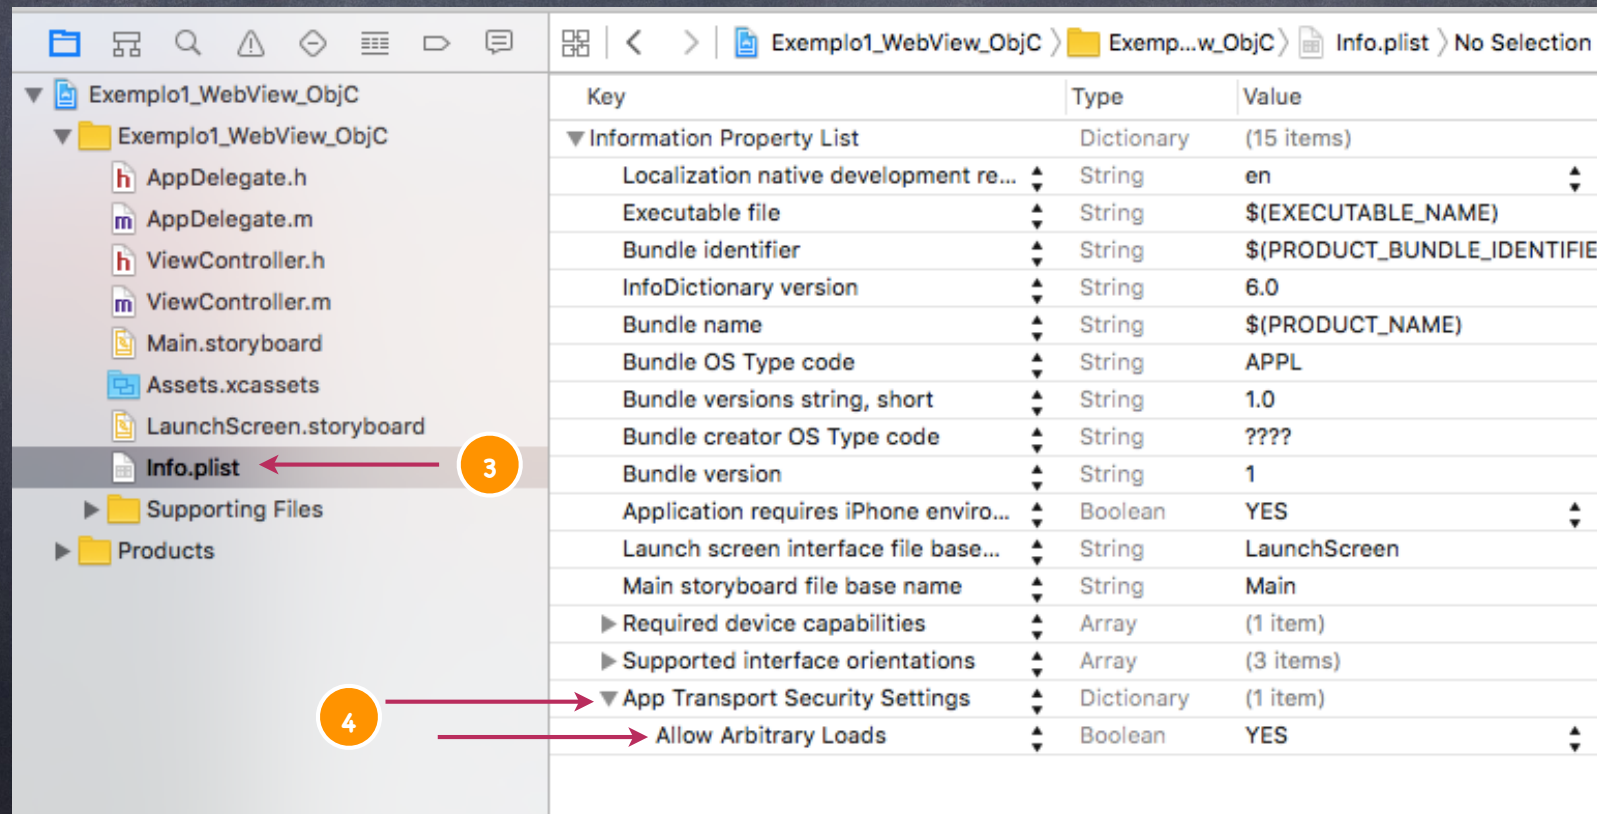 Exemplo1_WebView_ObjC
Exemp...w_ObjC
Info.plist
No Selection
Exemplo1_WebView_ObjC
Exemplo1_WebView_ObjC
h AppDelegate.h
m AppDelegate.m
h ViewController.h
m ViewController.m
Main.storyboard
Assets.xcassets
LaunchScreen.storyboard
Info.plist
3
Supporting Files
Products
4
Key Type Value
Information Property List Dictionary (15 items)
Localization native development re... String en
Executable file String $(EXECUTABLE_NAME)
Bundle identifier String $(PRODUCT_BUNDLE_IDENTIFIE
InfoDictionary version String 6.0
Bundle name String $(PRODUCT_NAME)
Bundle OS Type code String APPL
Bundle versions string, short String 1.0
Bundle creator OS Type code String ????
Bundle version String 1
Application requires iPhone enviro... Boolean YES
Launch screen interface file base... String LaunchScreen
Main storyboard file base name String Main
Required device capabilities Array (1 item)
Supported interface orientations Array (3 items)
App Transport Security Settings Dictionary (1 item)
Allow Arbitrary Loads Boolean YES